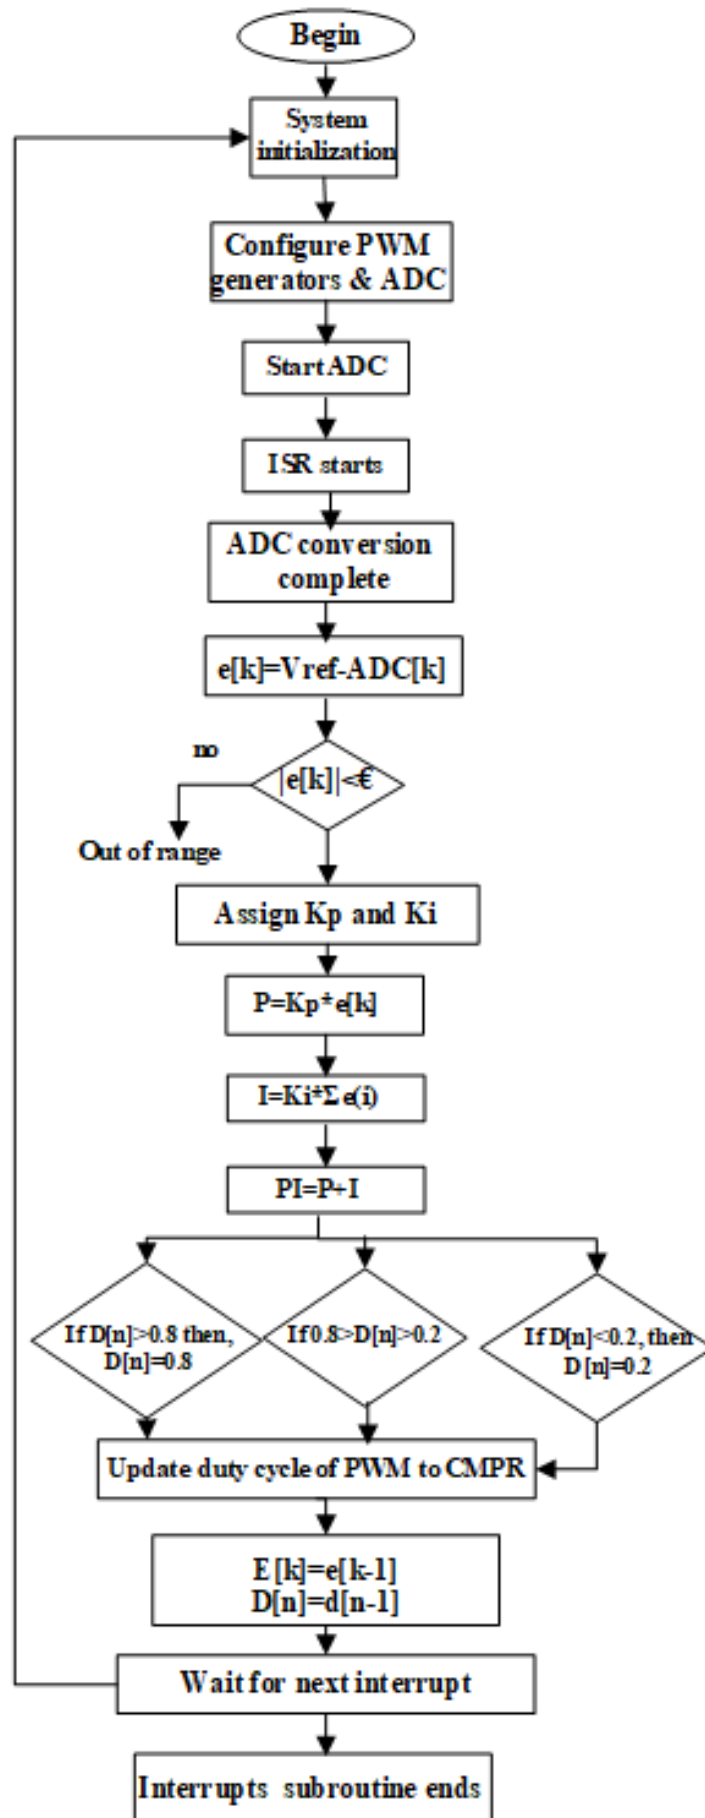 Begin
System
initialization
Configure PWM
generators & ADC
Start ADC
ISR starts
ADC conversion
complete
e[k]=Vref-ADC[k]
no
|e[k]|<€
Out of range
Assign Kp and Ki
P=Kp*e[k]
I=Ki*Σe(i)
PI=P+I
If D[n]>0.8 then,
D[n]=0.8
If 0.8>D[n]>0.2
If D[n]<0.2, then
D[n]=0.2
Update duty cycle of PWM to CMPR
E[k]=e[k-1]
D[n]=d[n-1]
Wait for next interrupt
Interrupts subroutine ends